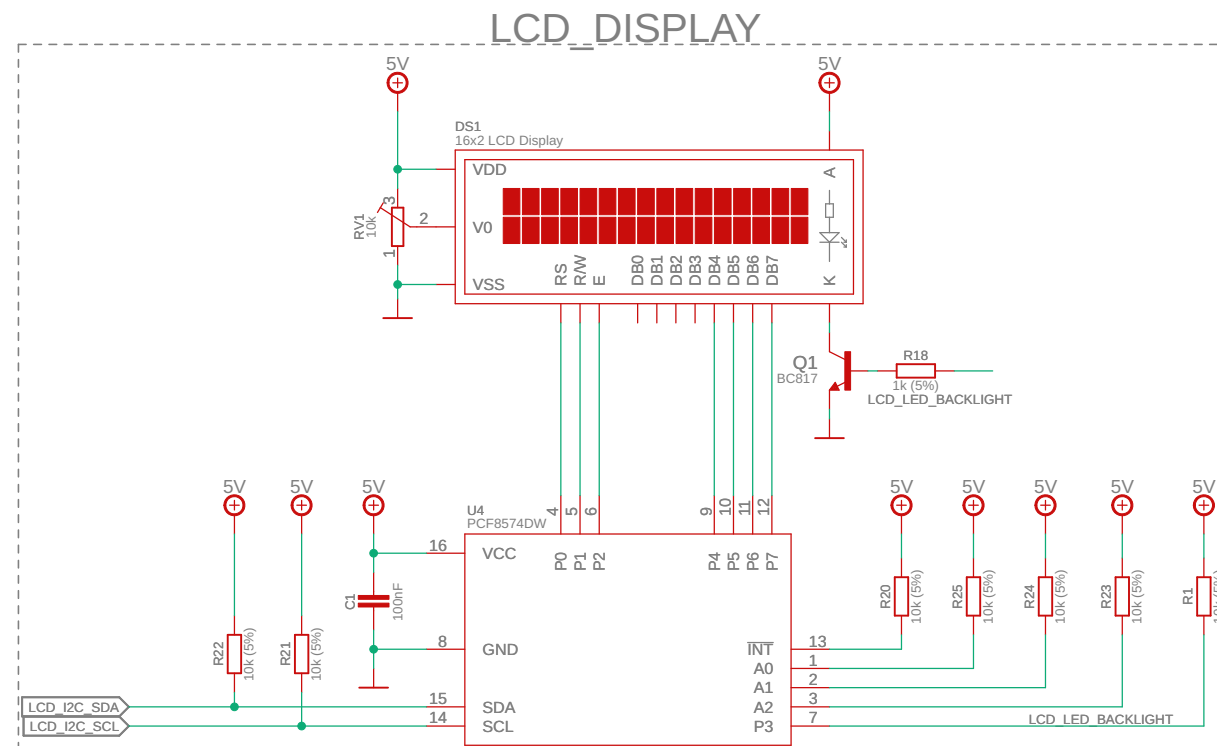 LCD_DISPLAY
5V
5V
DS1
16x2 LCD Display
VDD
A
3
RV1
10k
2
V0
1
VSS
RS
R/W
E
DB0
DB1
DB2
DB3
DB4
DB5
DB6
DB7
K
Q1
BC817
R18
1k (5%)
LCD_LED_BACKLIGHT
5V
5V
5V
5V
5V
5V
5V
5V
U4
PCF8574DW
4
5
6
9
10
11
12
16
VCC
P0
P1
P2
P4
P5
P6
P7
C1
100nF
R20
10k (5%)
R25
10k (5%)
R24
10k (5%)
R23
10k (5%)
R1
R22
10k (5%)
R21
10k (5%)
8
GND
INT
13
A0
1
A1
2
LCD_I2C_SDA
15
SDA
A2
3
LCD_I2C_SCL
14
SCL
P3
7
LCD_LED_BACKLIGHT